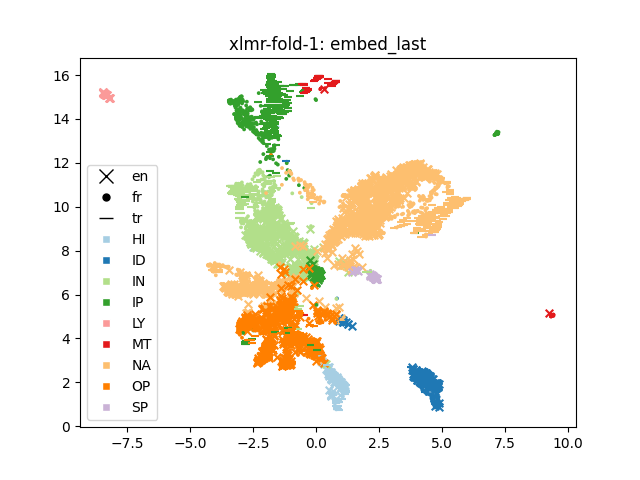 xlmr-fold-1: embed_last
16
14
12
10
8
6
4
2
0
en
fr
tr
HI
ID
IN
IP
LY
MT
NA
OP
SP
−7.5
−5.0
−2.5
0.0
2.5
5.0
7.5
10.0